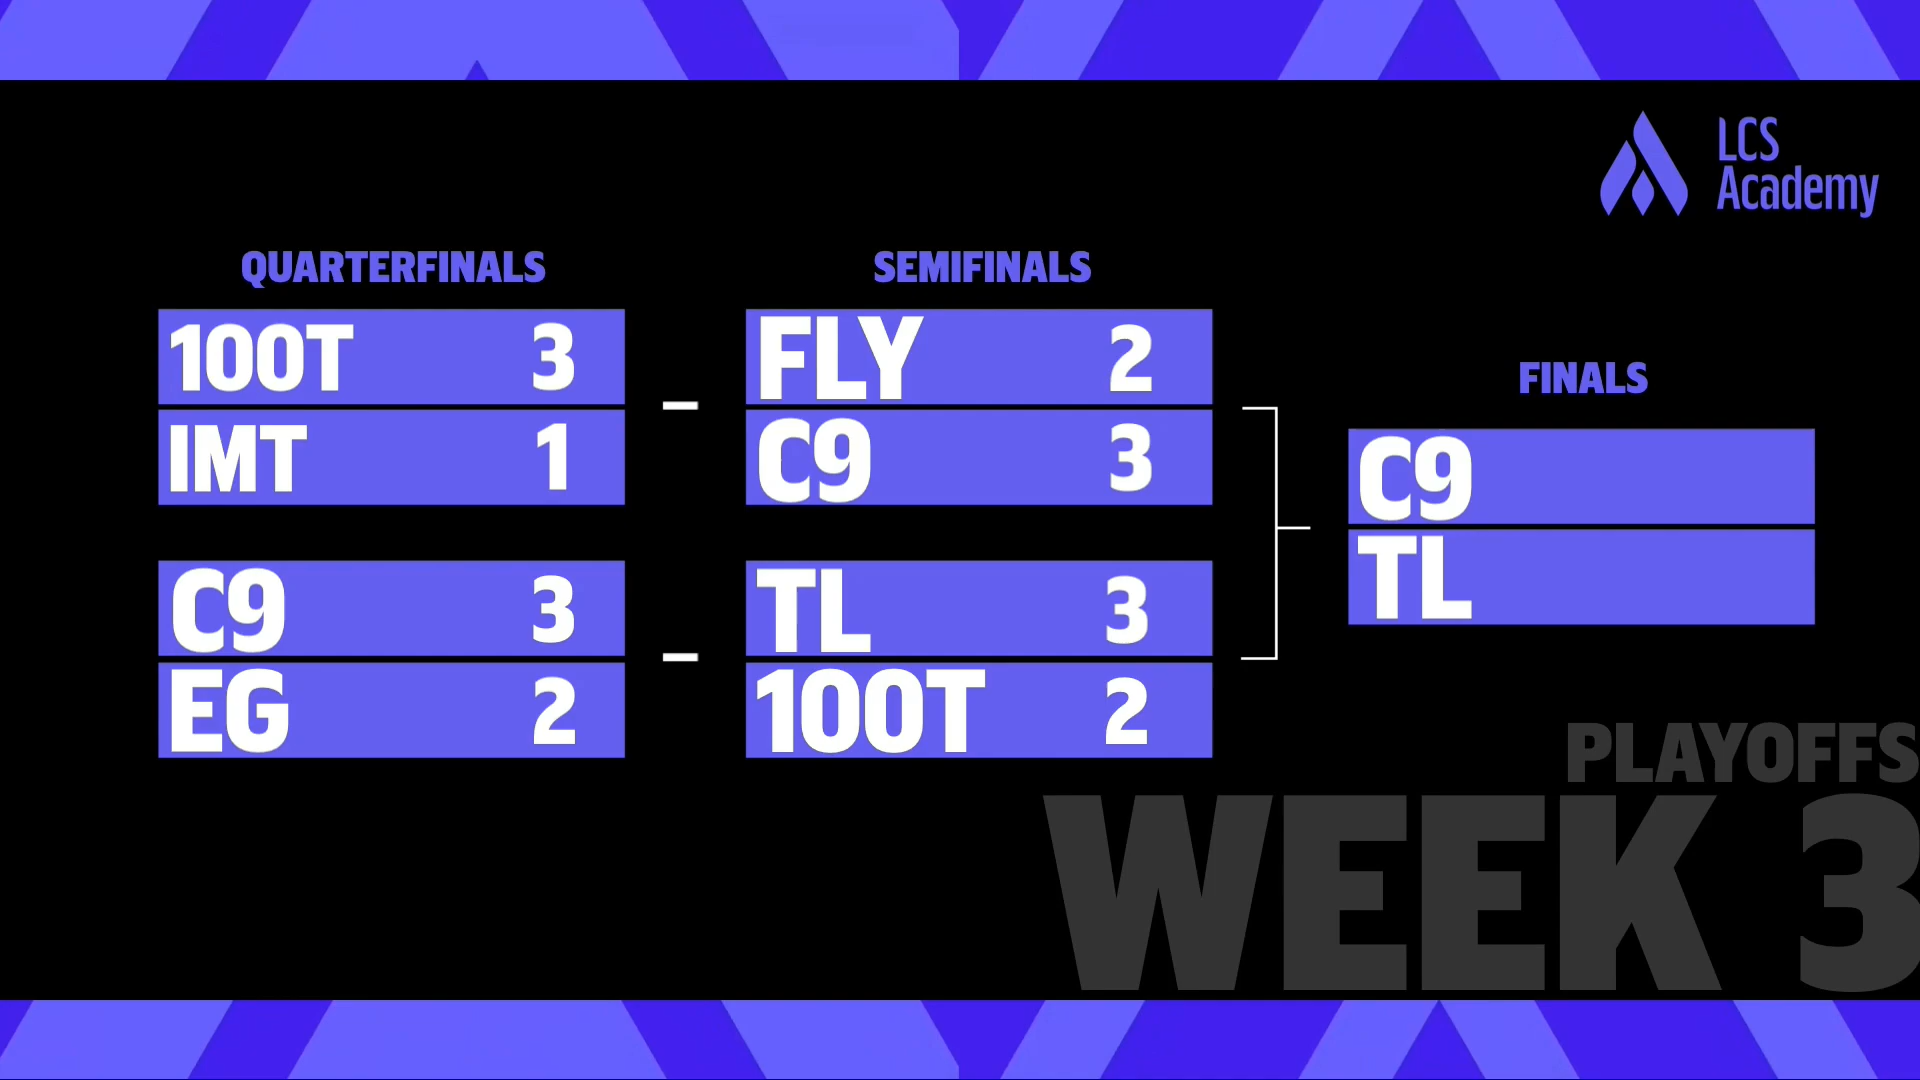 LCS
Academy
QUARTERFINALS
100T 3
IMT 1
C9 3
EG 2
SEMIFINALS
FLY 2
C9 3
TL 3
100T 2
FINALS
C9
TL
PLAYOFFS
WEEK 3